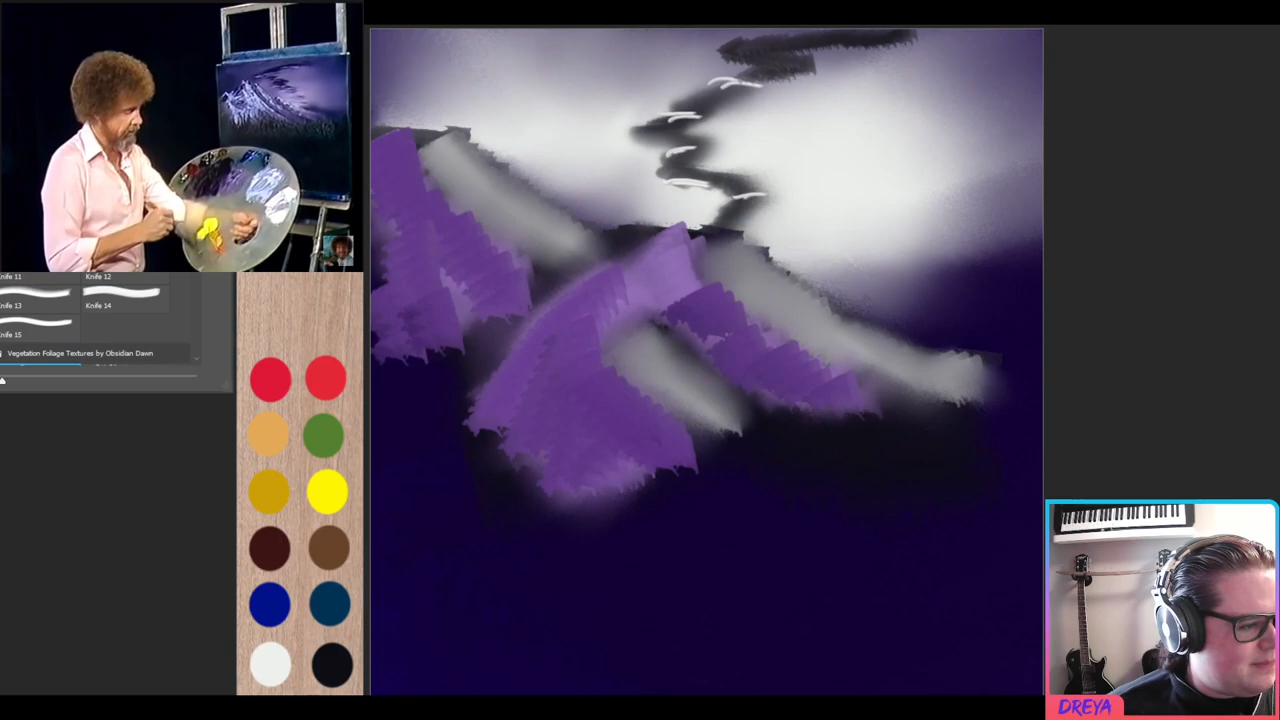 Knife 11
Knife 12
Knife 13
Knife 14
Knife 15
Vegetation Foliage Textures by Obsidian Dawn
DREYA